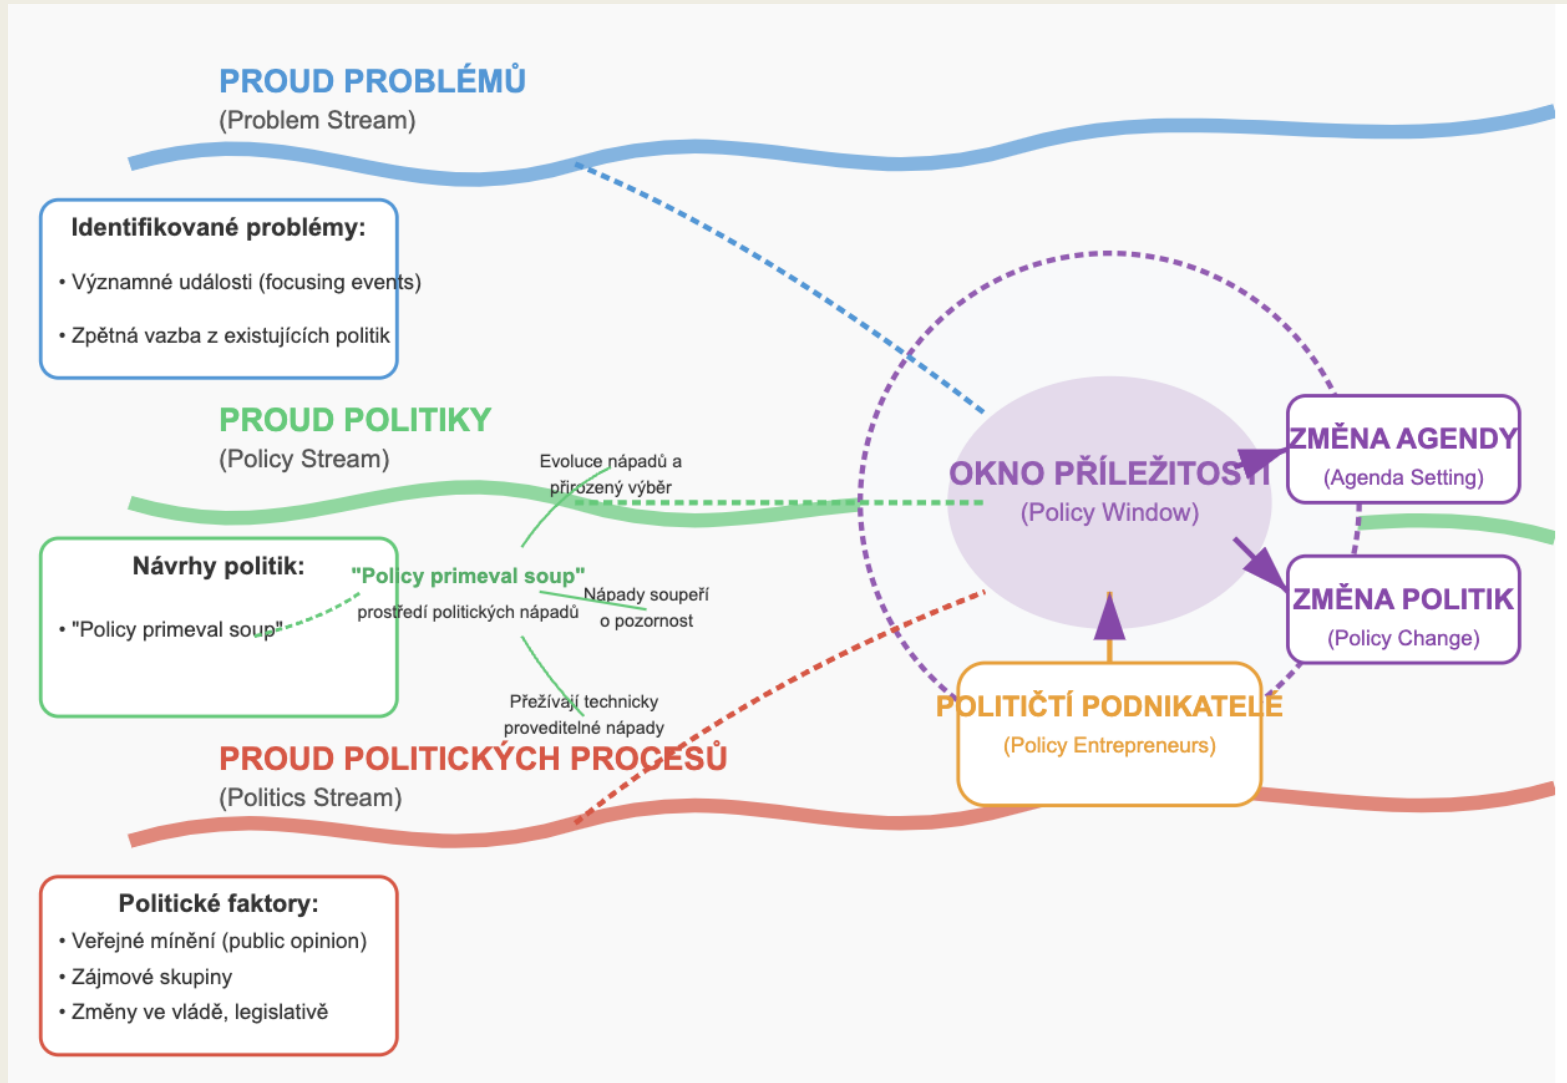 PROUD PROBLÉMŮ
(Problem Stream)
Identifikované problémy:
• Významné události (focusing events)
• Zpětná vazba z existujících politik
PROUD POLITIKY
(Policy Stream)
Evoluce nápadů a
přirozený výběr
Návrhy politik:
• "Policy primeval soup"
"Policy primeval soup"
prostředí politických nápadů
Nápady soupeří
o pozornost
Přežívají technicky
proveditelné nápady
OKNO PŘÍLEŽITOSTI
(Policy Window)
ZMĚNA AGENDY
(Agenda Setting)
ZMĚNA POLITIK
(Policy Change)
POLITIČTÍ PODNIKATELÉ
(Policy Entrepreneurs)
PROUD POLITICKÝCH PROCESŮ
(Politics Stream)
Politické faktory:
• Veřejné mínění (public opinion)
• Zájmové skupiny
• Změny ve vládě, legislativě